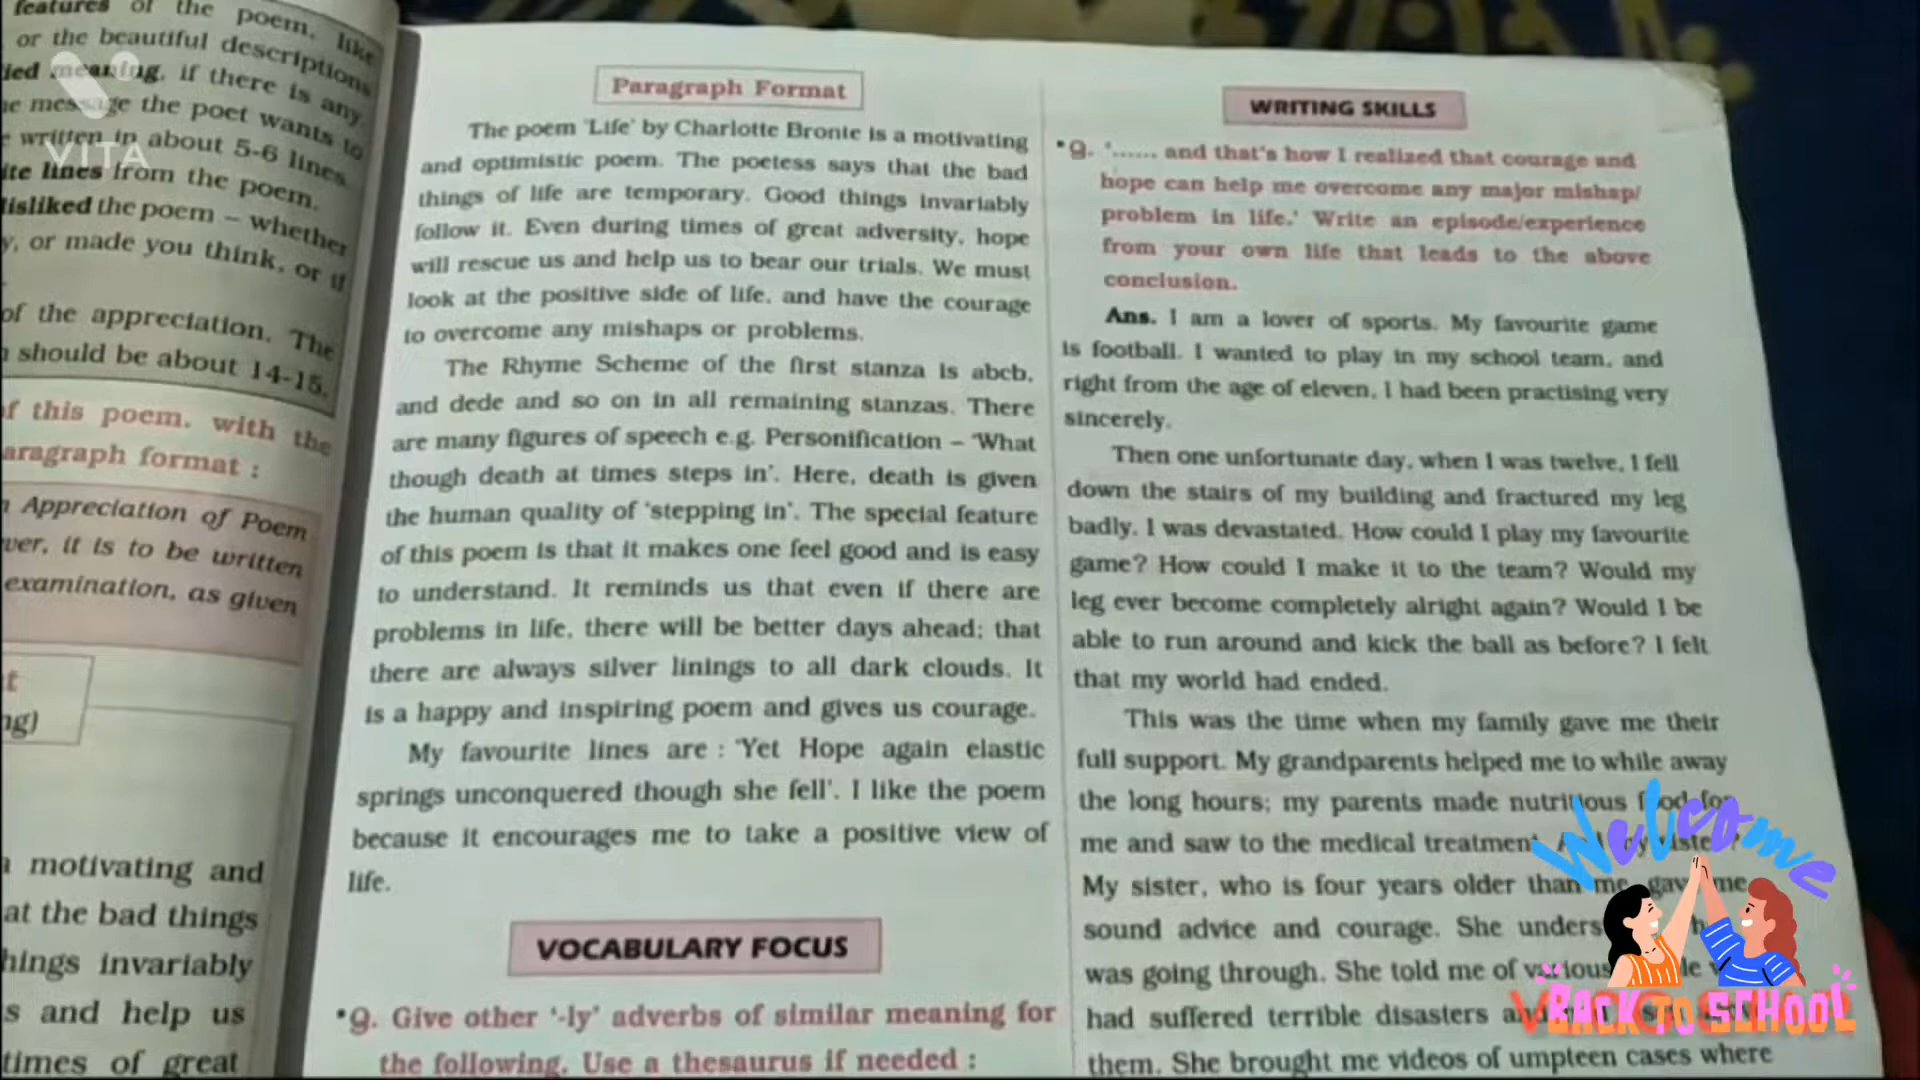 features of the poem, like
or the beautiful descriptions
ied meaning, if there is any
e message the poet wants to
written in about 5-6 lines.
ite lines from the poem.
disliked the poem – whether
y, or made you think, or if
of the appreciation. The
should be about 14-15.
of this poem, with the
aragraph format :
Appreciation of Poem
ver, it is to be written
examination, as given
t
ng)
a motivating and
at the bad things
hings invariably
s and help us
times of great
VITA
Paragraph Format
The poem 'Life' by Charlotte Bronte is a motivating
and optimistic poem. The poetess says that the bad
things of life are temporary. Good things invariably
follow it. Even during times of great adversity, hope
will rescue us and help us to bear our trials. We must
look at the positive side of life, and have the courage
to overcome any mishaps or problems.
The Rhyme Scheme of the first stanza is abcb,
and dede and so on in all remaining stanzas. There
are many figures of speech e.g. Personification – 'What
though death at times steps in'. Here, death is given
the human quality of 'stepping in'. The special feature
of this poem is that it makes one feel good and is easy
to understand. It reminds us that even if there are
problems in life, there will be better days ahead; that
there are always silver linings to all dark clouds. It
is a happy and inspiring poem and gives us courage.
My favourite lines are : 'Yet Hope again elastic
springs unconquered though she fell'. I like the poem
because it encourages me to take a positive view of
life.
VOCABULARY FOCUS
*9. Give other '-ly' adverbs of similar meaning for
the following. Use a thesaurus if needed :
WRITING SKILLS
*9. '...... and that's how I realized that courage and
hope can help me overcome any major mishap/
problem in life.' Write an episode/experience
from your own life that leads to the above
conclusion.
Ans. I am a lover of sports. My favourite game
is football. I wanted to play in my school team, and
right from the age of eleven, I had been practising very
sincerely.
Then one unfortunate day, when I was twelve, I fell
down the stairs of my building and fractured my leg
badly. I was devastated. How could I play my favourite
game? How could I make it to the team? Would my
leg ever become completely alright again? Would I be
able to run around and kick the ball as before? I felt
that my world had ended.
This was the time when my family gave me their
full support. My grandparents helped me to while away
the long hours; my parents made nutritious food for
me and saw to the medical treatment.
My sister, who is four years older than me, gave me
sound advice and courage. She
was going through. She told me of various
had suffered terrible disasters
them. She brought me videos of umpteen cases where
Welcome
BACK TO SCHOOL